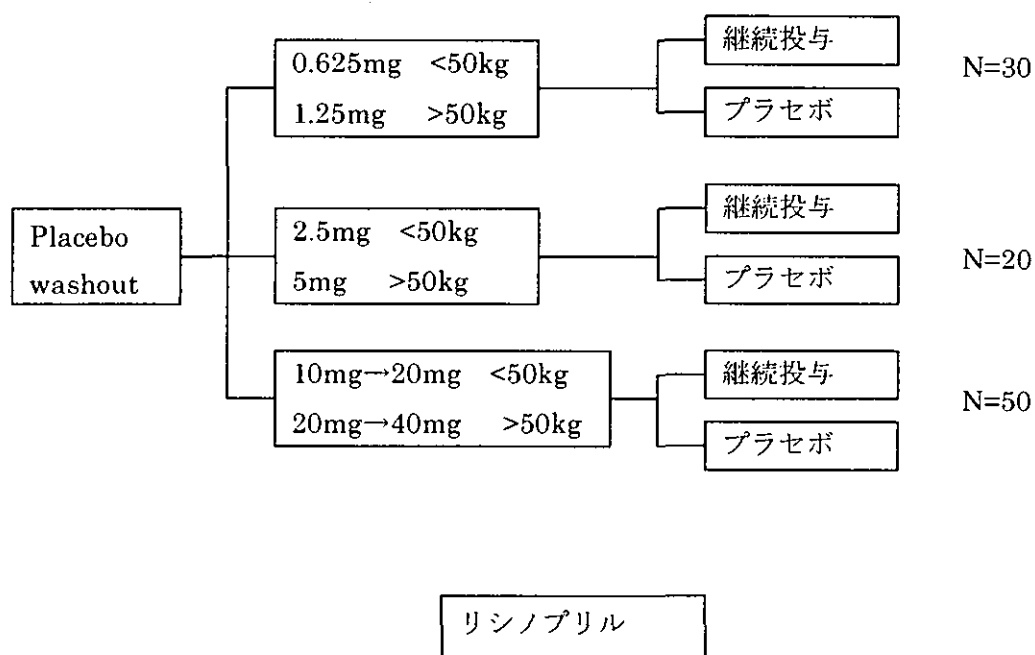 0.625mg <50kg
1.25mg >50kg
継続投与
プラセボ
N=30
Placebo
washout
2.5mg <50kg
5mg >50kg
継続投与
プラセボ
N=20
10mg→20mg <50kg
20mg→40mg >50kg
継続投与
プラセボ
N=50
リシノプリル